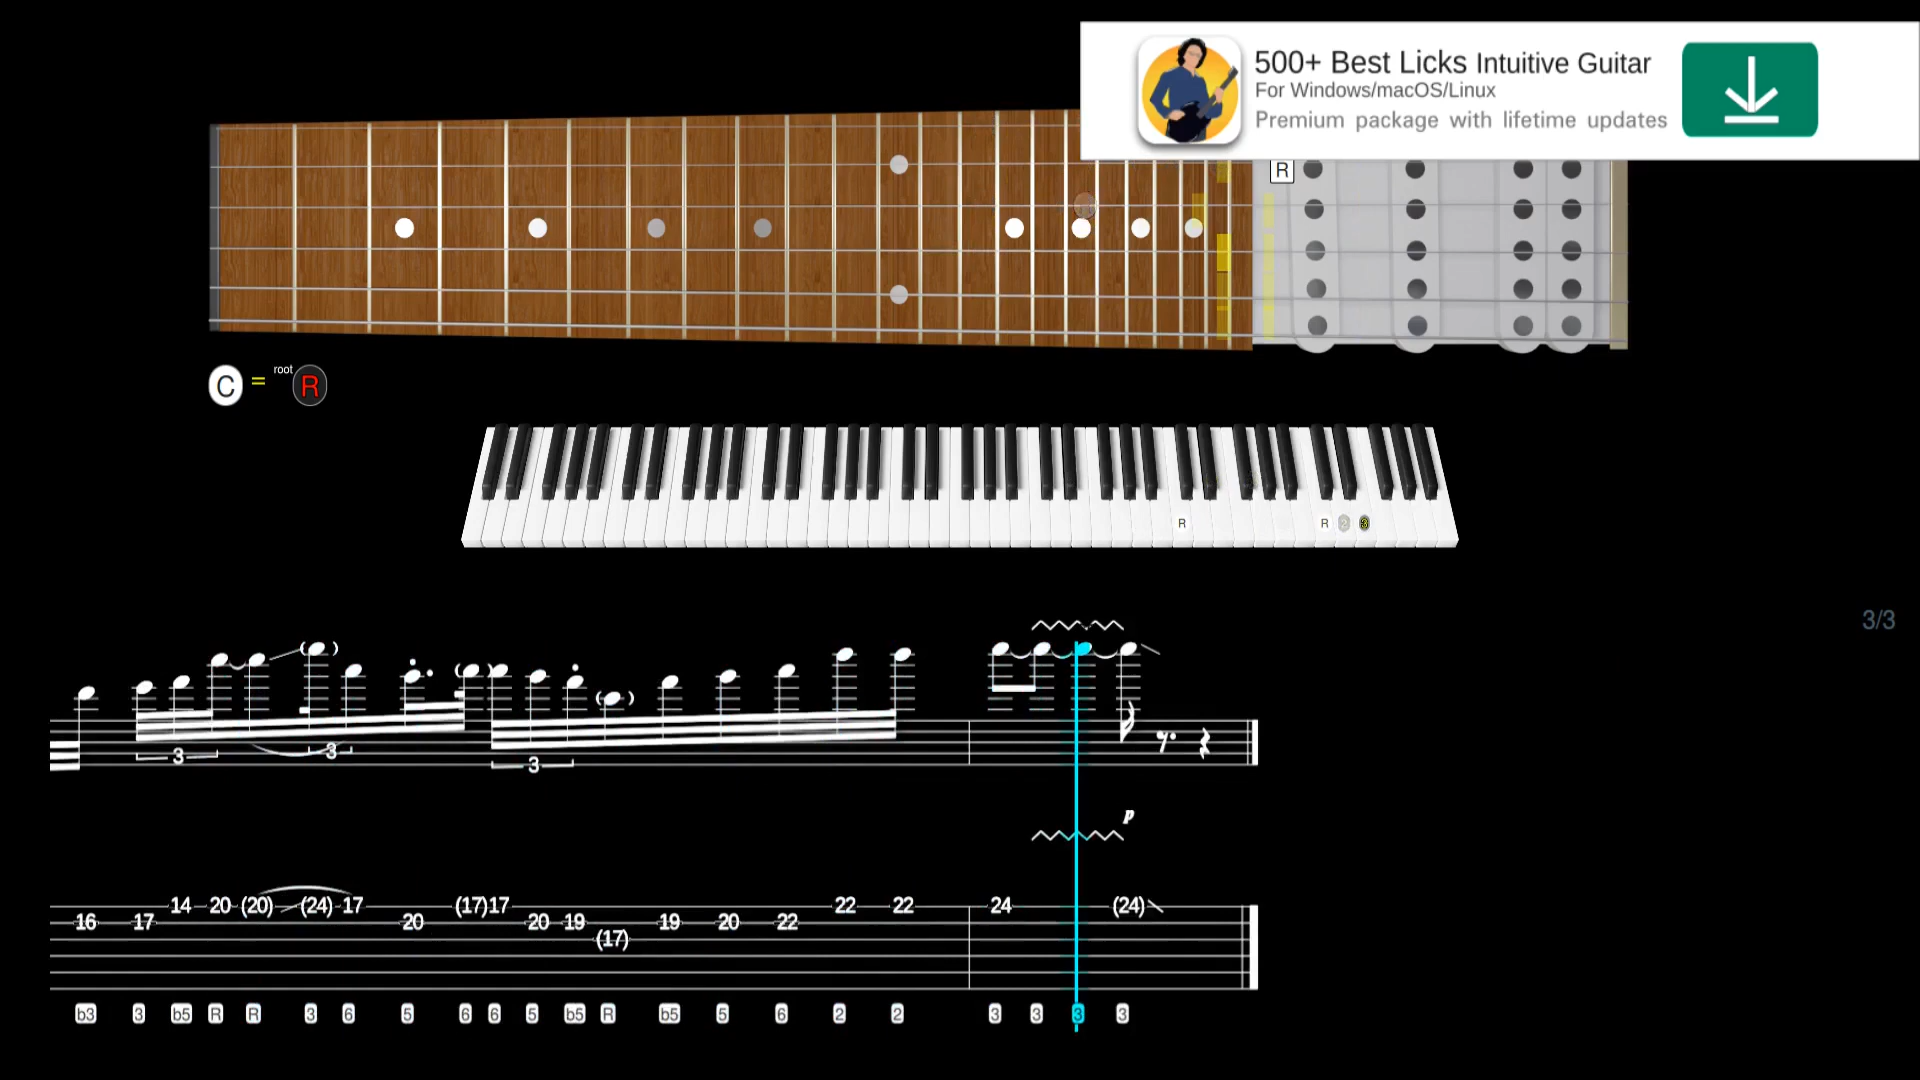 500+ Best Licks Intuitive Guitar
For Windows/macOS/Linux
Premium package with lifetime updates
R
C = root R
R R 2 3
3/3
3 3 3
p
14 20 (20) (24) 17 (17) 17 22 22 24 (24)
16 17 20 20 19 19 20 22
(17)
b3 3 b5 R R 3 6 5 6 6 5 b5 R b5 5 6 2 2 3 3 3 3